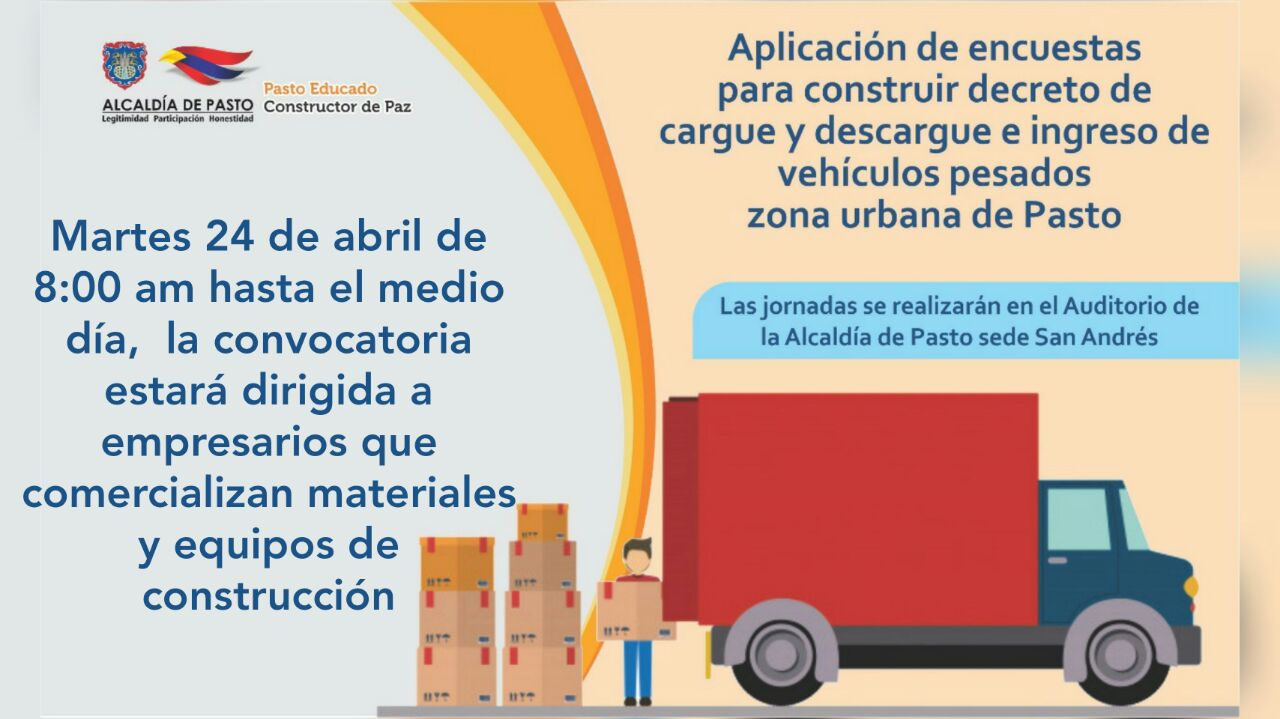 ALCALDÍA DE PASTO
Legitimidad Participación Honestidad
Pasto Educado
Constructor de Paz
Martes 24 de abril de
8:00 am hasta el medio
día, la convocatoria
estará dirigida a
empresarios que
comercializan materiales
y equipos de
construcción
Aplicación de encuestas
para construir decreto de
cargue y descargue e ingreso de
vehículos pesados
zona urbana de Pasto
Las jornadas se realizarán en el Auditorio de
la Alcaldía de Pasto sede San Andrés